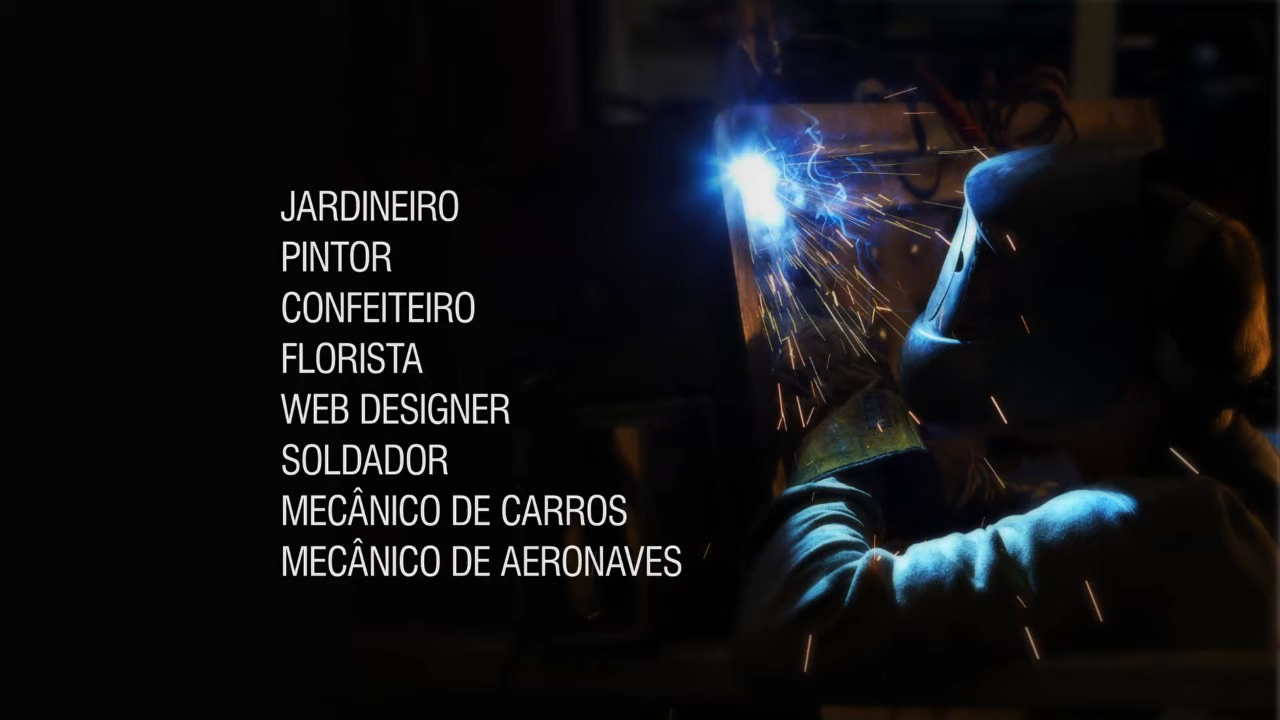 JARDINEIRO
PINTOR
CONFEITEIRO
FLORISTA
WEB DESIGNER
SOLDADOR
MECÂNICO DE CARROS
MECÂNICO DE AERONAVES